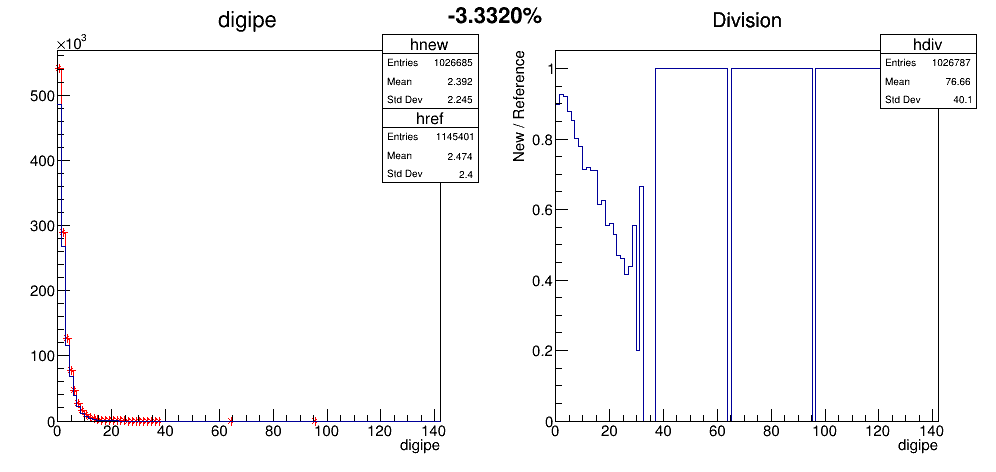 -3.3320%
digipe
×10³
hnew
Entries 1026685
Mean 2.392
Std Dev 2.245
href
Entries 1145401
Mean 2.474
Std Dev 2.4
500
400
300
200
100
0
0 20 40 60 80 100 120 140
digipe
Division
hdiv
Entries 1026787
Mean 76.66
Std Dev 40.1
New / Reference
1
0.8
0.6
0.4
0.2
0
0 20 40 60 80 100 120 140
digipe